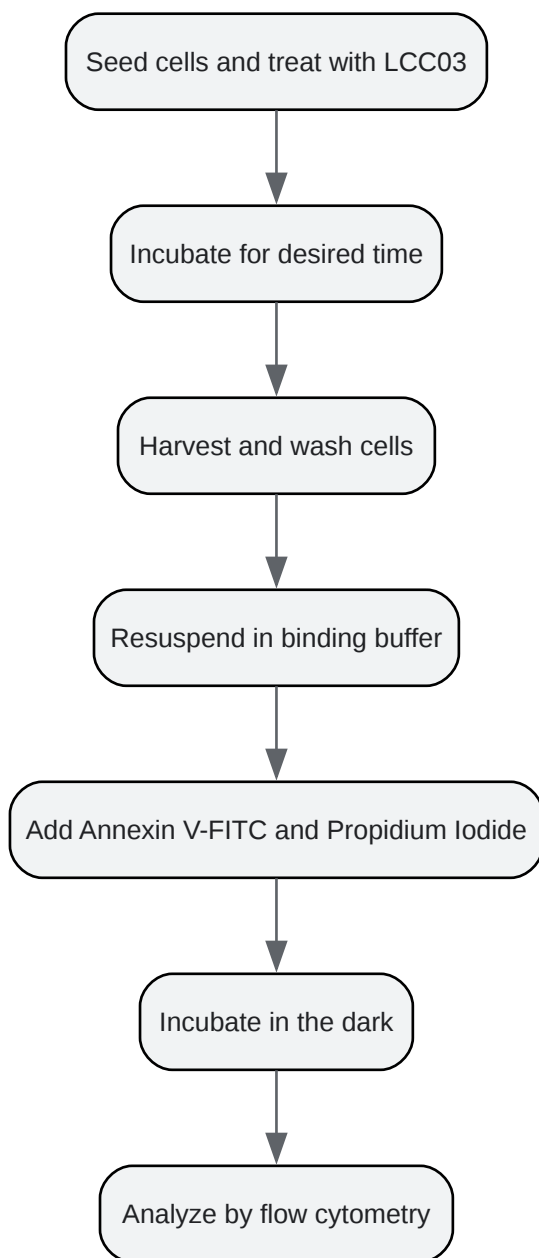 Seed cells and treat with LCC03
Incubate for desired time
Harvest and wash cells
Resuspend in binding buffer
Add Annexin V-FITC and Propidium Iodide
Incubate in the dark
Analyze by flow cytometry